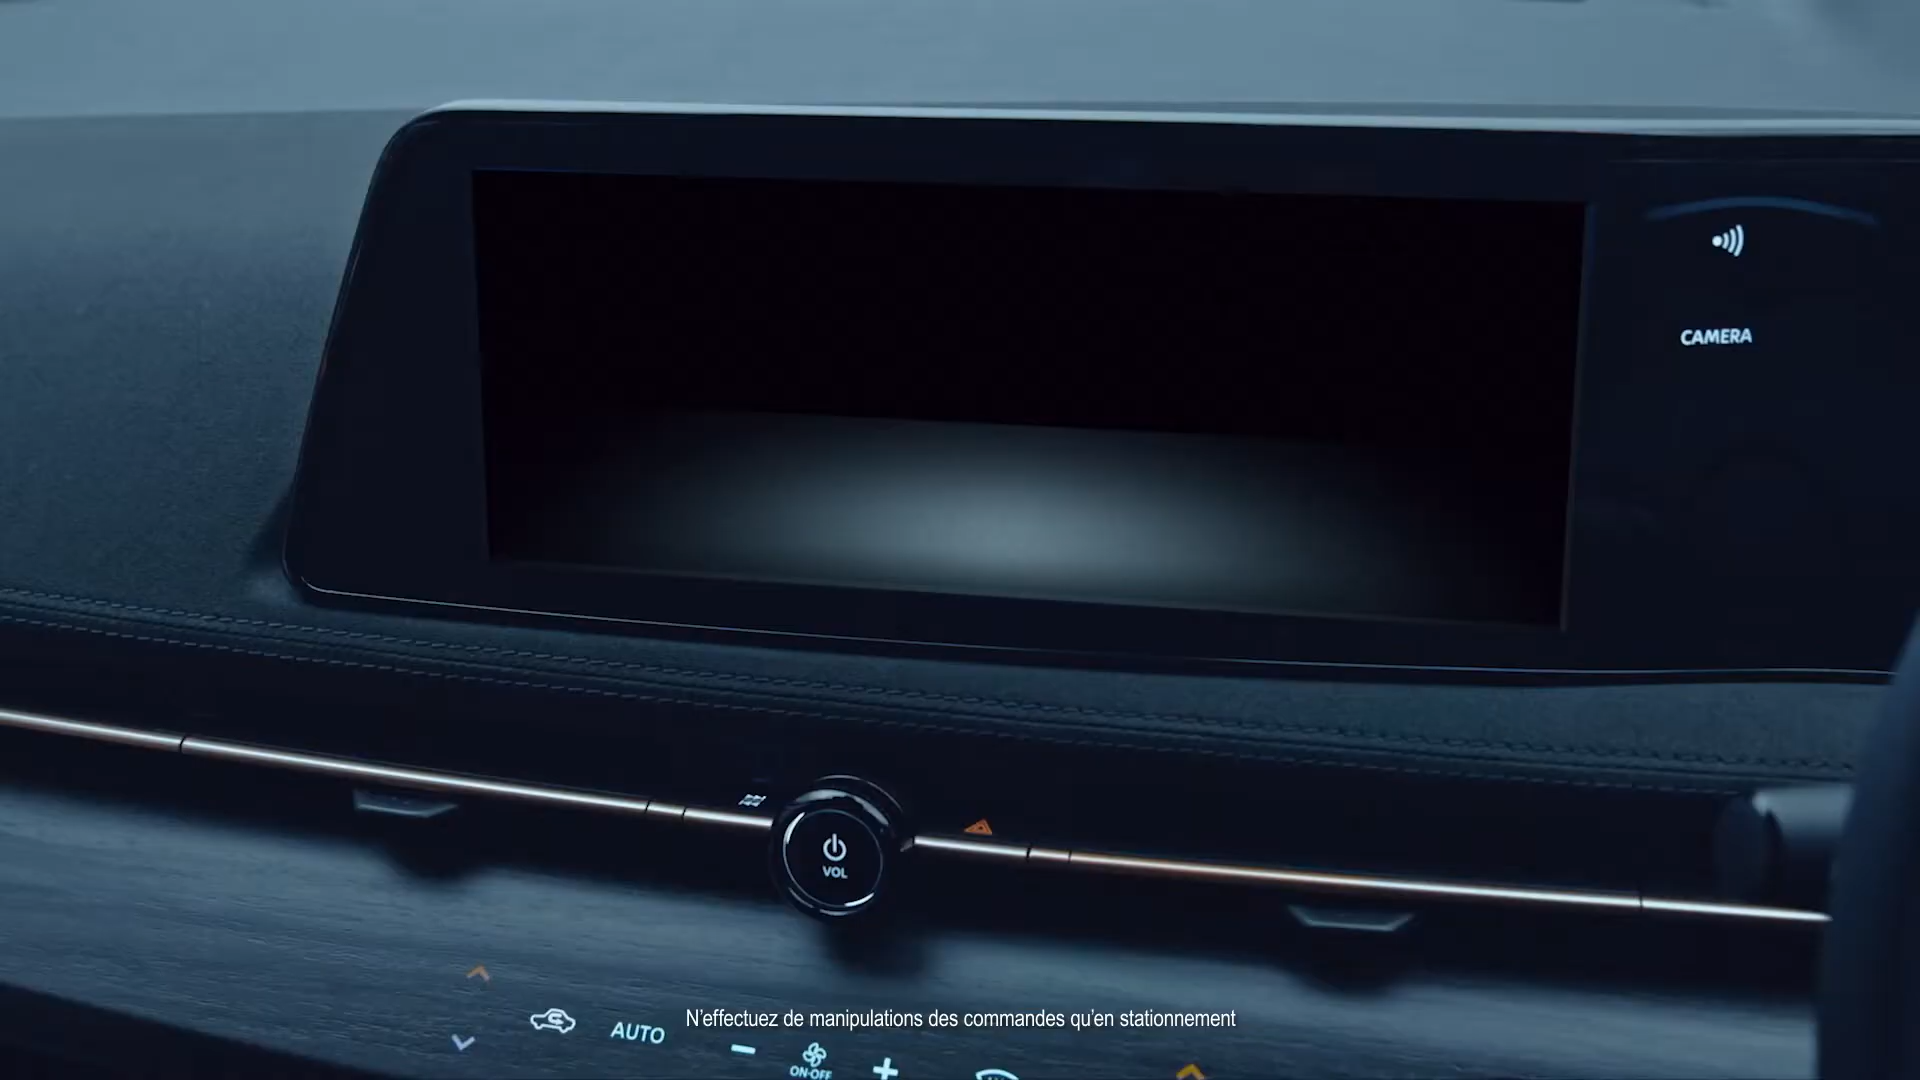 CAMERA
VOL
AUTO
N'effectuez de manipulations des commandes qu'en stationnement
ON·OFF